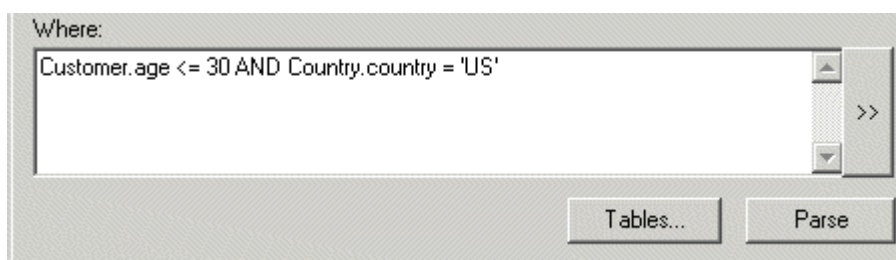 Where:
Customer.age <= 30 AND Country.country = 'US'
>>
Tables... Parse